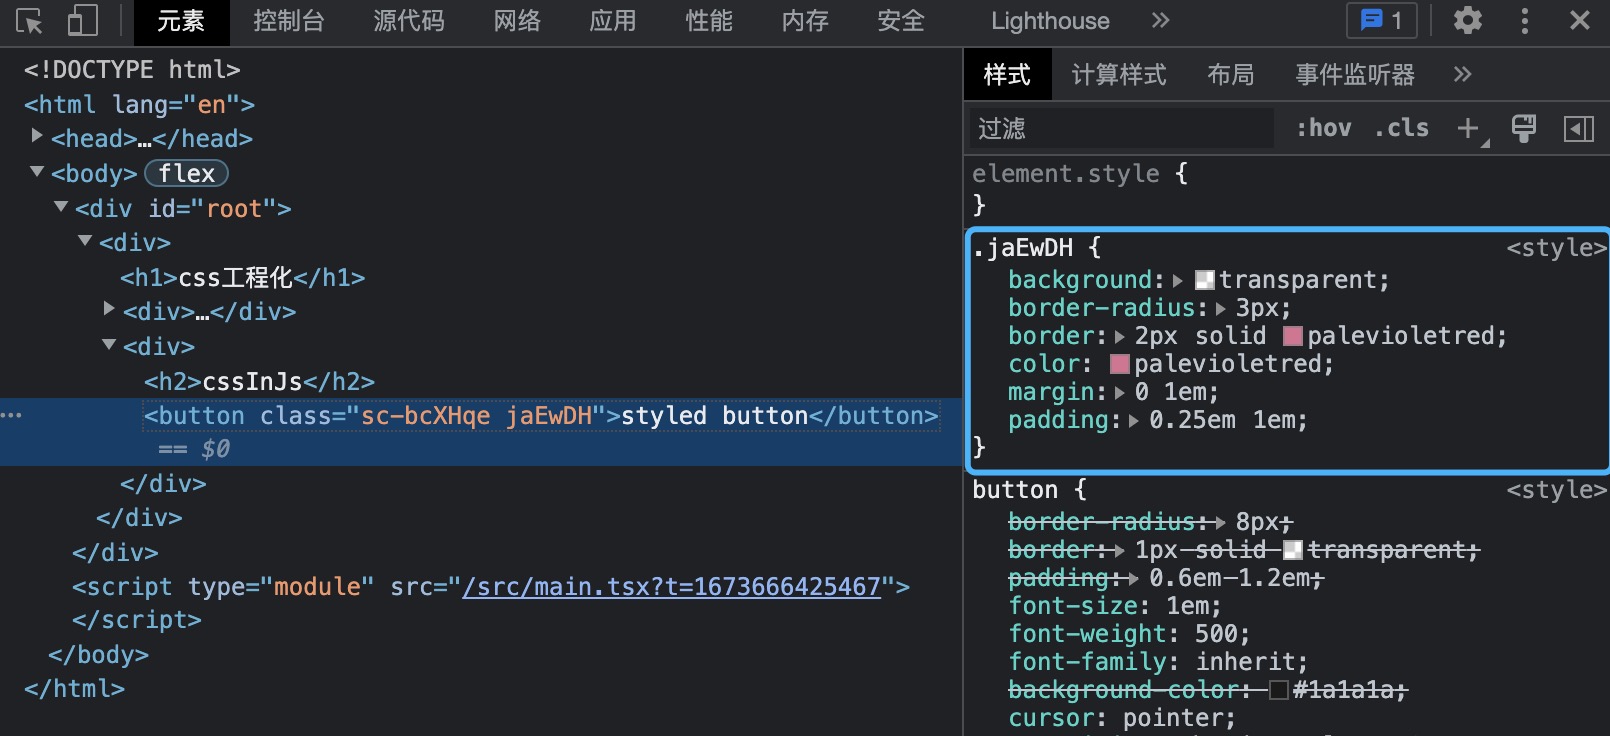 元素 控制台 源代码 网络 应用 性能 内存 安全 Lighthouse » 1
<!DOCTYPE html>
<html lang="en">
<head>…</head>
<body> flex
<div id="root">
<div>
<h1>css工程化</h1>
<div>…</div>
<div>
<h2>cssInJs</h2>
<button class="sc-bcXHqe jaEwDH">styled button</button>
== $0
</div>
</div>
</div>
<script type="module" src="/src/main.tsx?t=1673666425467">
</script>
</body>
</html>
样式 计算样式 布局 事件监听器 »
过滤 :hov .cls +
element.style {
}
.jaEwDH { <style>
background: transparent;
border-radius: 3px;
border: 2px solid palevioletred;
color: palevioletred;
margin: 0 1em;
padding: 0.25em 1em;
}
button { <style>
border-radius: 8px;
border: 1px solid transparent;
padding: 0.6em 1.2em;
font-size: 1em;
font-weight: 500;
font-family: inherit;
background-color: #1a1a1a;
cursor: pointer;